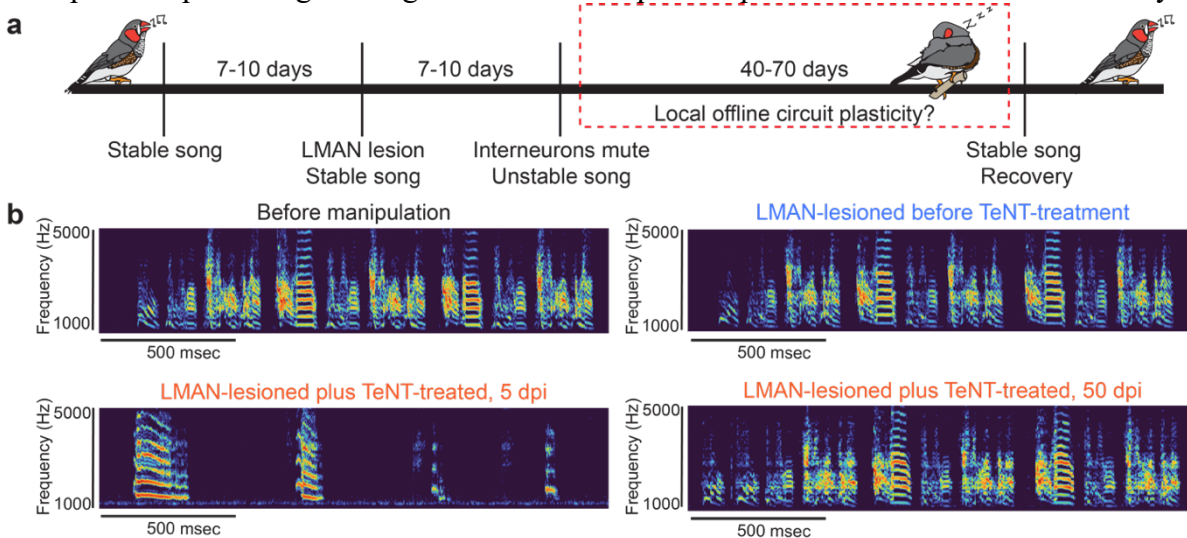 a
7-10 days 7-10 days 40-70 days
Local offline circuit plasticity?
Stable song LMAN lesion Interneurons mute Stable song
Stable song Unstable song Recovery
b
Before manipulation LMAN-lesioned before TeNT-treatment
Frequency (Hz) 5000 Frequency (Hz) 5000
1000 1000
500 msec 500 msec
LMAN-lesioned plus TeNT-treated, 5 dpi LMAN-lesioned plus TeNT-treated, 50 dpi
Frequency (Hz) 5000 Frequency (Hz) 5000
1000 1000
500 msec 500 msec